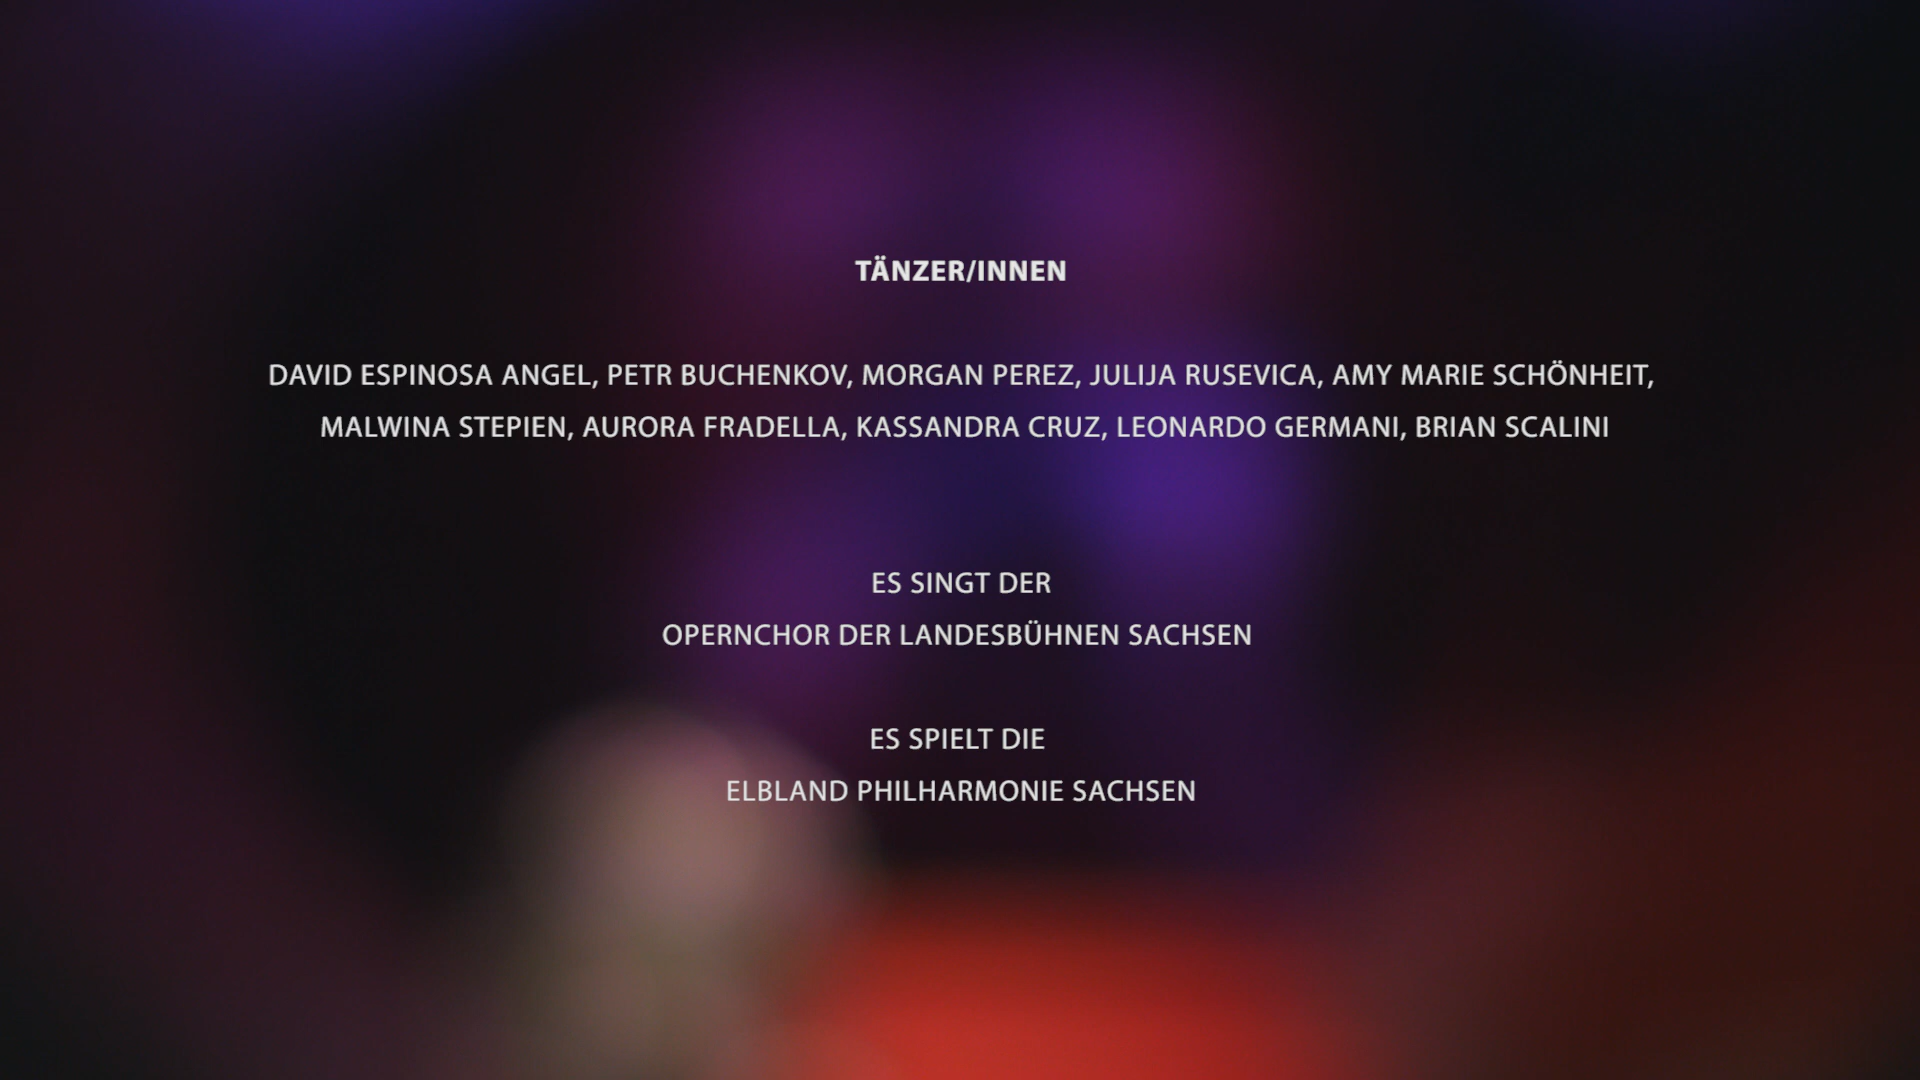 TÄNZER/INNEN
DAVID ESPINOSA ANGEL, PETR BUCHENKOV, MORGAN PEREZ, JULIJA RUSEVICA, AMY MARIE SCHÖNHEIT,
MALWINA STEPIEN, AURORA FRADELLA, KASSANDRA CRUZ, LEONARDO GERMANI, BRIAN SCALINI
ES SINGT DER
OPERNCHOR DER LANDESBÜHNEN SACHSEN
ES SPIELT DIE
ELBLAND PHILHARMONIE SACHSEN